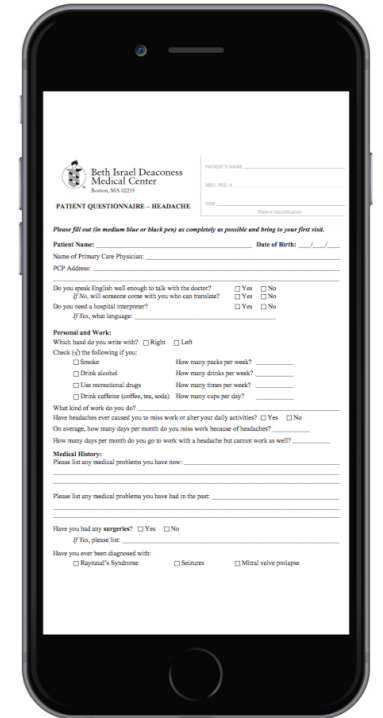 Beth Israel Deaconess
Medical Center
Boston, MA 02215
PATIENT QUESTIONNAIRE – HEADACHE
PATIENT'S NAME
MED. REC. #
DOB
Patient Identification
Please fill out (in medium blue or black pen) as completely as possible and bring to your first visit.
Patient Name: Date of Birth: __/__/__
Name of Primary Care Physician:
PCP Address:
Do you speak English well enough to talk with the doctor? ☐ Yes ☐ No
If No, will someone come with you who can translate? ☐ Yes ☐ No
Do you need a hospital interpreter? ☐ Yes ☐ No
If Yes, what language:
Personal and Work:
Which hand do you write with? ☐ Right ☐ Left
Check (√) the following if you:
☐ Smoke How many packs per week?
☐ Drink alcohol How many drinks per week?
☐ Use recreational drugs How many times per week?
☐ Drink caffeine (coffee, tea, soda) How many cups per day?
What kind of work do you do?
Have headaches ever caused you to miss work or alter your daily activities? ☐ Yes ☐ No
On average, how many days per month do you miss work because of headaches?
How many days per month do you go to work with a headache but cannot work as well?
Medical History:
Please list any medical problems you have now:
Please list any medical problems you have had in the past:
Have you had any surgeries? ☐ Yes ☐ No
If Yes, please list:
Have you ever been diagnosed with:
☐ Raynaud's Syndrome ☐ Seizures ☐ Mitral valve prolapse